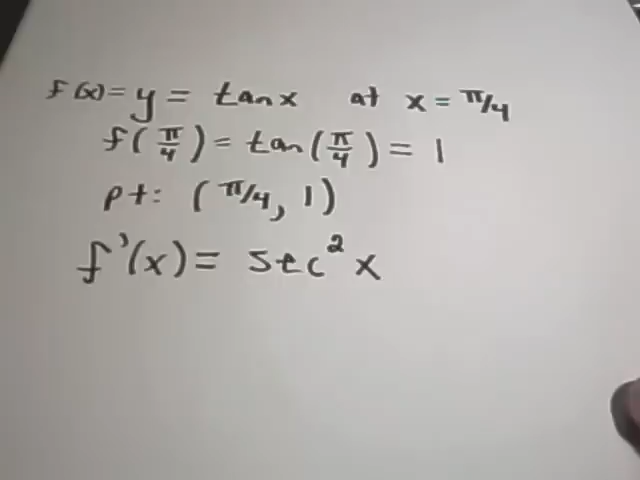 f(x)= y = tan x at x = π/4
f(π/4) = tan(π/4) = 1
pt: (π/4, 1)
f'(x) = sec² x